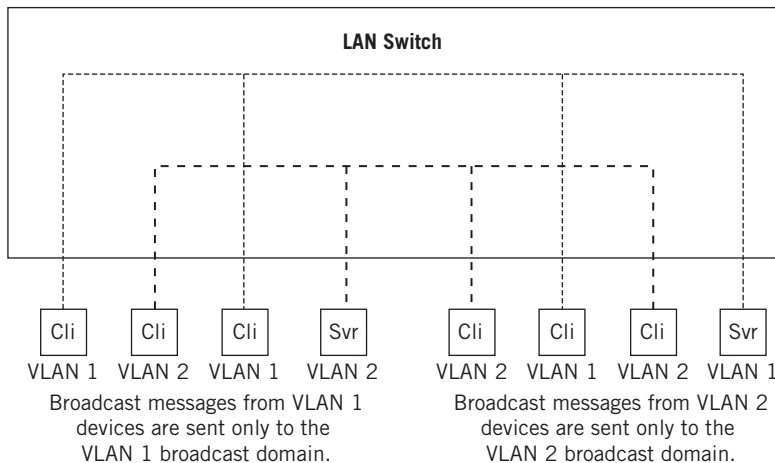 LAN Switch
Cli Cli Cli Svr Cli Cli Cli Svr
VLAN 1 VLAN 2 VLAN 1 VLAN 2 VLAN 2 VLAN 1 VLAN 2 VLAN 1
Broadcast messages from VLAN 1
devices are sent only to the
VLAN 1 broadcast domain.
Broadcast messages from VLAN 2
devices are sent only to the
VLAN 2 broadcast domain.